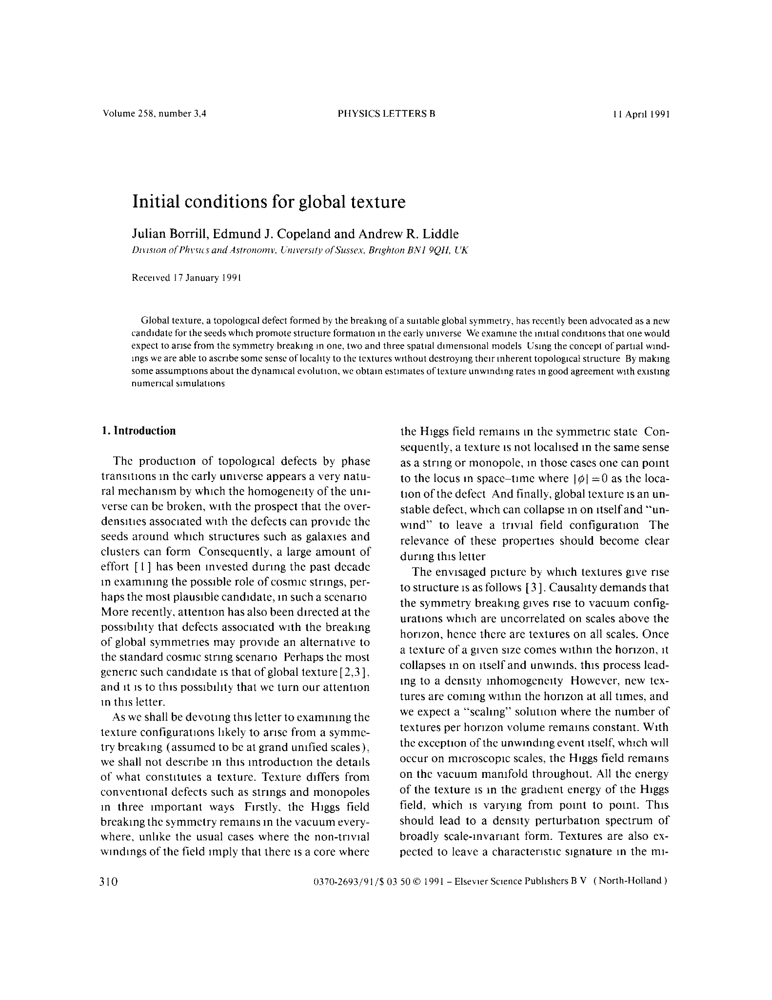 Volume 258, number 3,4
PHYSICS LETTERS B
11 April 1991
Initial conditions for global texture
Julian Borrill, Edmund J. Copeland and Andrew R. Liddle
Division of Physics and Astronomy, University of Sussex, Brighton BN1 9QH, UK
Received 17 January 1991
Global texture, a topological defect formed by the breaking of a suitable global symmetry, has recently been advocated as a new
candidate for the seeds which promote structure formation in the early universe We examine the initial conditions that one would
expect to arise from the symmetry breaking in one, two and three spatial dimensional models Using the concept of partial wind-
ings we are able to ascribe some sense of locality to the textures without destroying their inherent topological structure By making
some assumptions about the dynamical evolution, we obtain estimates of texture unwinding rates in good agreement with existing
numerical simulations
1. Introduction
The production of topological defects by phase
transitions in the early universe appears a very natu-
ral mechanism by which the homogeneity of the uni-
verse can be broken, with the prospect that the over-
densities associated with the defects can provide the
seeds around which structures such as galaxies and
clusters can form Consequently, a large amount of
effort [1] has been invested during the past decade
in examining the possible role of cosmic strings, per-
haps the most plausible candidate, in such a scenario
More recently, attention has also been directed at the
possibility that defects associated with the breaking
of global symmetries may provide an alternative to
the standard cosmic string scenario Perhaps the most
generic such candidate is that of global texture [2,3],
and it is to this possibility that we turn our attention
in this letter.
As we shall be devoting this letter to examining the
texture configurations likely to arise from a symme-
try breaking (assumed to be at grand unified scales),
we shall not describe in this introduction the details
of what constitutes a texture. Texture differs from
conventional defects such as strings and monopoles
in three important ways Firstly, the Higgs field
breaking the symmetry remains in the vacuum every-
where, unlike the usual cases where the non-trivial
windings of the field imply that there is a core where
the Higgs field remains in the symmetric state Con-
sequently, a texture is not localised in the same sense
as a string or monopole, in those cases one can point
to the locus in space–time where |ϕ|=0 as the loca-
tion of the defect And finally, global texture is an un-
stable defect, which can collapse in on itself and “un-
wind” to leave a trivial field configuration The
relevance of these properties should become clear
during this letter
The envisaged picture by which textures give rise
to structure is as follows [3]. Causality demands that
the symmetry breaking gives rise to vacuum config-
urations which are uncorrelated on scales above the
horizon, hence there are textures on all scales. Once
a texture of a given size comes within the horizon, it
collapses in on itself and unwinds, this process lead-
ing to a density inhomogeneity However, new tex-
tures are coming within the horizon at all times, and
we expect a “scaling” solution where the number of
textures per horizon volume remains constant. With
the exception of the unwinding event itself, which will
occur on microscopic scales, the Higgs field remains
on the vacuum manifold throughout. All the energy
of the texture is in the gradient energy of the Higgs
field, which is varying from point to point. This
should lead to a density perturbation spectrum of
broadly scale-invariant form. Textures are also ex-
pected to leave a characteristic signature in the mi-
310
0370-2693/91/$ 03 50 © 1991 – Elsevier Science Publishers B V (North-Holland)